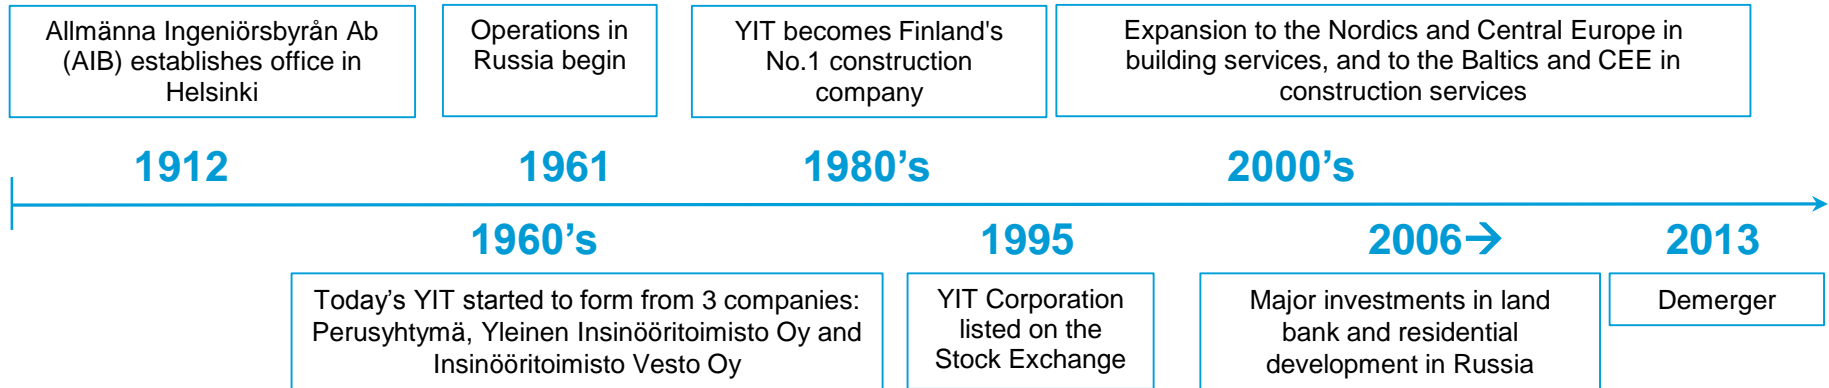 Allmänna Ingeniörsbyrån Ab
(AIB) establishes office in
Helsinki
Operations in
Russia begin
YIT becomes Finland's
No.1 construction
company
Expansion to the Nordics and Central Europe in
building services, and to the Baltics and CEE in
construction services
1912
1961
1980’s
2000’s
1960’s
1995
2006→
2013
Today’s YIT started to form from 3 companies:
Perusyhtymä, Yleinen Insinööritoimisto Oy and
Insinööritoimisto Vesto Oy
YIT Corporation
listed on the
Stock Exchange
Major investments in land
bank and residential
development in Russia
Demerger